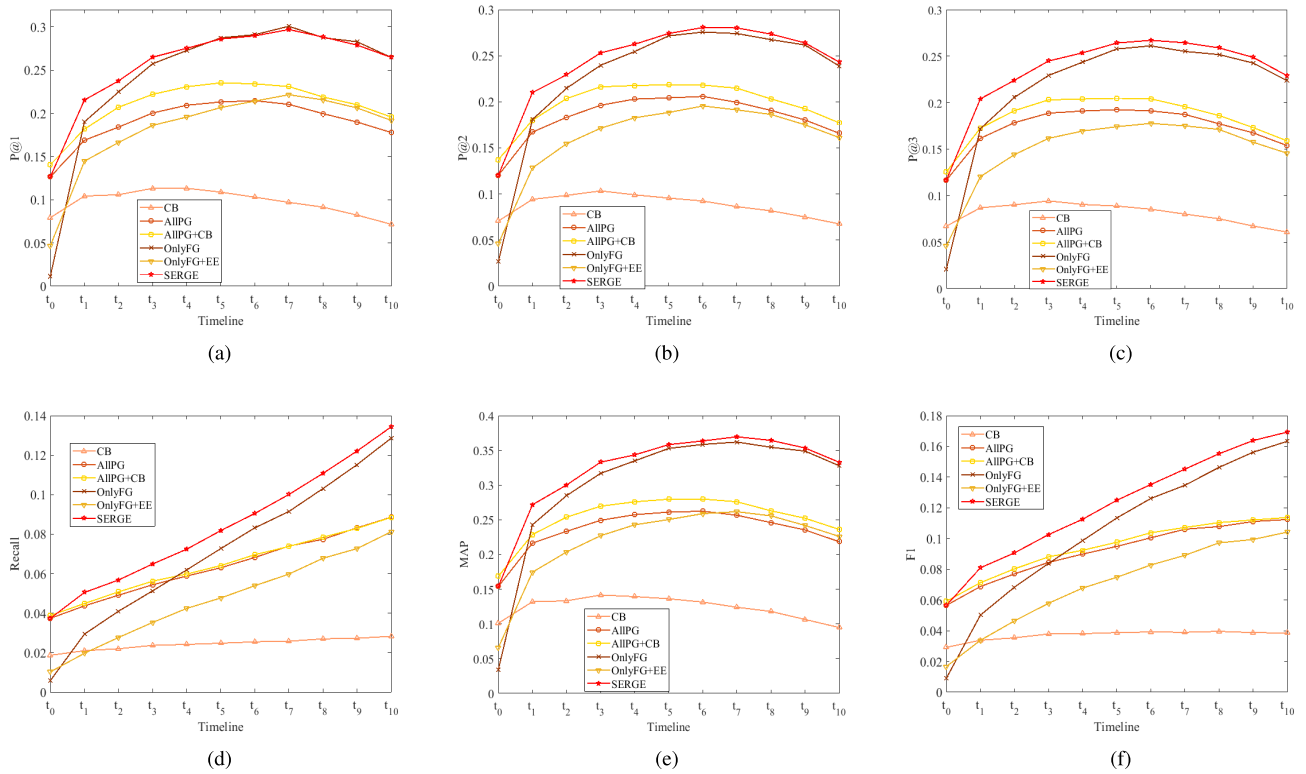 0.3
0.25
0.2
0.15
0.1
0.05
0
P@1
CB
AllPG
AllPG+CB
OnlyFG
OnlyFG+EE
SERGE
t0 t1 t2 t3 t4 t5 t6 t7 t8 t9 t10
Timeline
(a)
0.3
0.25
0.2
0.15
0.1
0.05
0
P@2
CB
AllPG
AllPG+CB
OnlyFG
OnlyFG+EE
SERGE
t0 t1 t2 t3 t4 t5 t6 t7 t8 t9 t10
Timeline
(b)
0.3
0.25
0.2
0.15
0.1
0.05
0
P@3
CB
AllPG
AllPG+CB
OnlyFG
OnlyFG+EE
SERGE
t0 t1 t2 t3 t4 t5 t6 t7 t8 t9 t10
Timeline
(c)
0.14
0.12
0.1
0.08
0.06
0.04
0.02
0
Recall
CB
AllPG
AllPG+CB
OnlyFG
OnlyFG+EE
SERGE
t0 t1 t2 t3 t4 t5 t6 t7 t8 t9 t10
Timeline
(d)
0.4
0.35
0.3
0.25
0.2
0.15
0.1
0.05
0
MAP
CB
AllPG
AllPG+CB
OnlyFG
OnlyFG+EE
SERGE
t0 t1 t2 t3 t4 t5 t6 t7 t8 t9 t10
Timeline
(e)
0.18
0.16
0.14
0.12
0.1
0.08
0.06
0.04
0.02
0
F1
CB
AllPG
AllPG+CB
OnlyFG
OnlyFG+EE
SERGE
t0 t1 t2 t3 t4 t5 t6 t7 t8 t9 t10
Timeline
(f)